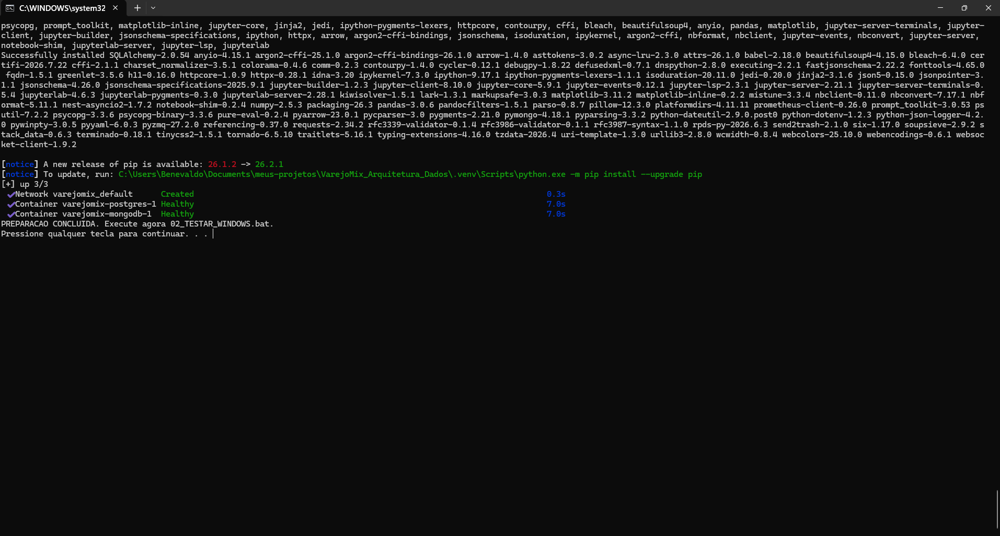 C:\WINDOWS\system32
psycopg, prompt_toolkit, matplotlib-inline, jupyter-core, jinja2, jedi, ipython-pygments-lexers, httpcore, contourpy, cffi, bleach, beautifulsoup4, anyio, pandas, matplotlib, jupyter-server-terminals, jupyter-
client, jupyter-builder, jsonschema-specifications, ipython, httpx, arrow, argon2-cffi-bindings, jsonschema, isoduration, ipykernel, argon2-cffi, nbformat, nbclient, jupyter-events, nbconvert, jupyter-server,
notebook-shim, jupyterlab-server, jupyter-lsp, jupyterlab
Successfully installed SQLAlchemy-2.0.54 anyio-4.15.1 argon2-cffi-25.1.0 argon2-cffi-bindings-26.1.0 arrow-1.4.0 asttokens-3.0.2 async-lru-2.3.0 attrs-26.1.0 babel-2.18.0 beautifulsoup4-4.15.0 bleach-6.4.0 cer
tifi-2026.7.22 cffi-2.1.1 charset_normalizer-3.5.1 colorama-0.4.6 comm-0.2.3 contourpy-1.4.0 cycler-0.12.1 debugpy-1.8.22 defusedxml-0.7.1 dnspython-2.8.0 executing-2.2.1 fastjsonschema-2.22.2 fonttools-4.65.0
fqdn-1.5.1 greenlet-3.5.6 h11-0.16.0 httpcore-1.0.9 httpx-0.28.1 idna-3.20 ipykernel-7.3.0 ipython-9.17.1 ipython-pygments-lexers-1.1.1 isoduration-20.11.0 jedi-0.20.0 jinja2-3.1.6 json5-0.15.0 jsonpointer-3.
1.1 jsonschema-4.26.0 jsonschema-specifications-2025.9.1 jupyter-builder-1.2.3 jupyter-client-8.10.0 jupyter-core-5.9.1 jupyter-events-0.12.1 jupyter-lsp-2.3.1 jupyter-server-2.21.1 jupyter-server-terminals-0.
5.4 jupyterlab-4.6.3 jupyterlab-pygments-0.3.0 jupyterlab-server-2.28.1 kiwisolver-1.5.1 lark-1.3.1 markupsafe-3.0.3 matplotlib-3.11.2 matplotlib-inline-0.2.2 mistune-3.3.4 nbclient-0.11.0 nbconvert-7.17.1 nbf
ormat-5.11.1 nest-asyncio2-1.7.2 notebook-shim-0.2.4 numpy-2.5.3 packaging-26.3 pandas-3.0.6 pandocfilters-1.5.1 parso-0.8.7 pillow-12.3.0 platformdirs-4.11.11 prometheus-client-0.26.0 prompt_toolkit-3.0.53 ps
util-7.2.2 psycopg-3.3.6 psycopg-binary-3.3.6 pure-eval-0.2.4 pyarrow-23.0.1 pycparser-3.0 pygments-2.21.0 pymongo-4.18.1 pyparsing-3.3.2 python-dateutil-2.9.0.post0 python-dotenv-1.2.3 python-json-logger-4.2.
0 pywinpty-3.0.5 pyyaml-6.0.3 pyzmq-27.2.0 referencing-0.37.0 requests-2.34.2 rfc3339-validator-0.1.4 rfc3986-validator-0.1.1 rfc3987-syntax-1.1.0 rpds-py-2026.6.3 send2trash-2.1.0 six-1.17.0 soupsieve-2.9.2 s
tack_data-0.6.3 terminado-0.18.1 tinycss2-1.5.1 tornado-6.5.10 traitlets-5.16.1 typing-extensions-4.16.0 tzdata-2026.4 uri-template-1.3.0 urllib3-2.8.0 wcwidth-0.8.4 webcolors-25.10.0 webencodings-0.6.1 websoc
ket-client-1.9.2
[notice] A new release of pip is available: 26.1.2 -> 26.2.1
[notice] To update, run: C:\Users\Benevaldo\Documents\meus-projetos\VarejoMix_Arquitetura_Dados\.venv\Scripts\python.exe -m pip install --upgrade pip
[+] up 3/3
✔Network varejomix_default Created 0.3s
✔Container varejomix-postgres-1 Healthy 7.0s
✔Container varejomix-mongodb-1 Healthy 7.0s
PREPARACAO CONCLUIDA. Execute agora 02_TESTAR_WINDOWS.bat.
Pressione qualquer tecla para continuar. . .